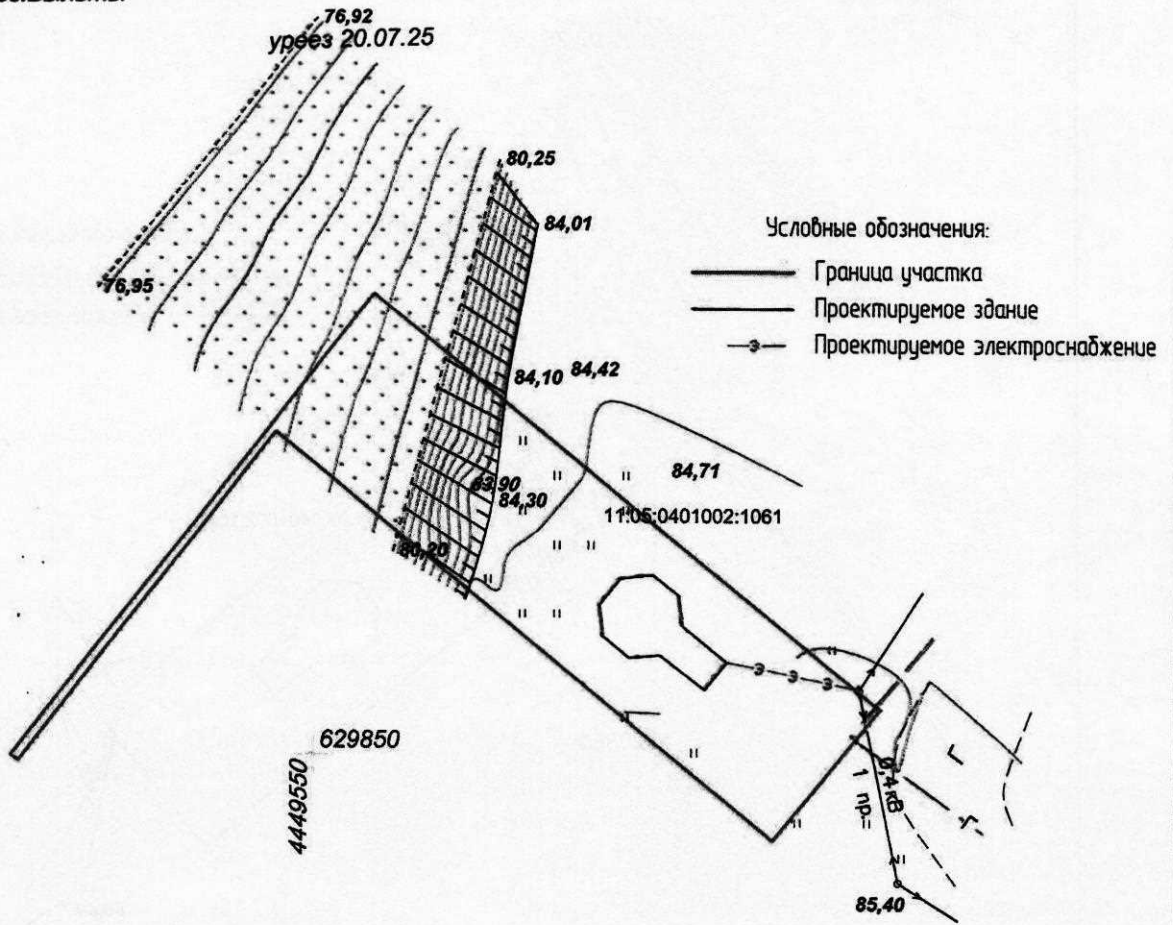 76,92
уреез 20.07.25
80,25
84,01
Условные обозначения:
Граница участка
Проектируемое здание
Э Проектируемое электроснабжение
76,95
84,10 84,42
84,71
83,90
84,30
11:05:0401002:1061
80,20
Э Э Э
629850
4449550
0,4 кВ
1 пр.
85,40